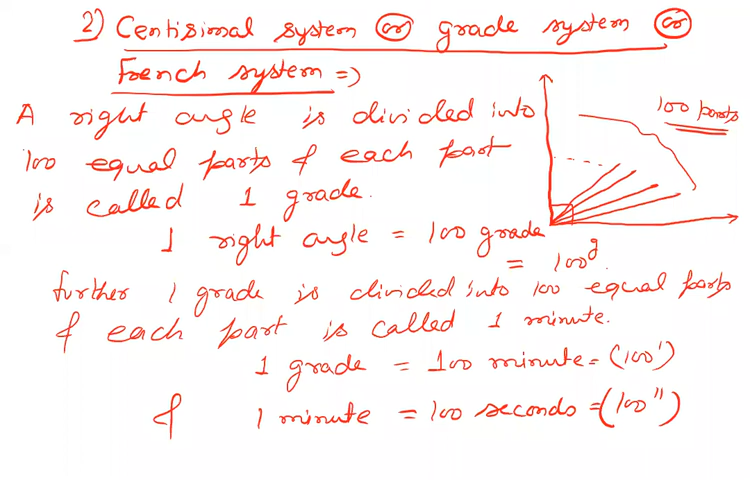 2) Centisimal system or grade system or
French system =>
A right angle is divided into
100 equal parts & each part
is called 1 grade.
100 parts
1 right angle = 100 grade
= 100g
further 1 grade is divided into 100 equal parts
& each part is called 1 minute.
1 grade = 100 minute = (100')
& 1 minute = 100 seconds = (100")